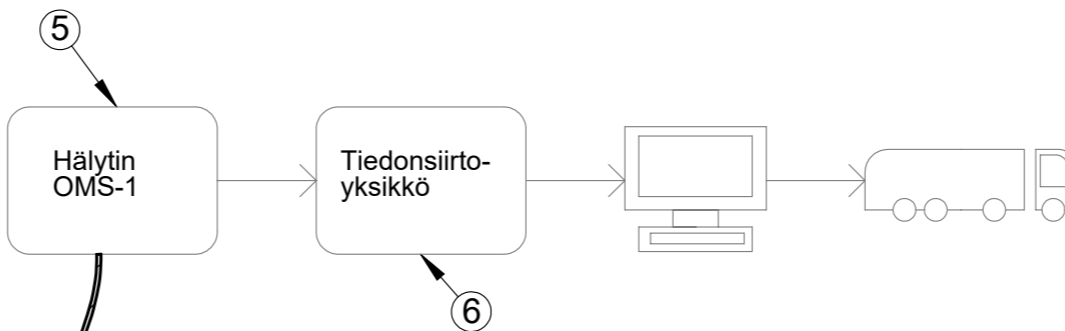 5
Hälytin
OMS-1
Tiedonsiirto-
yksikkö
6